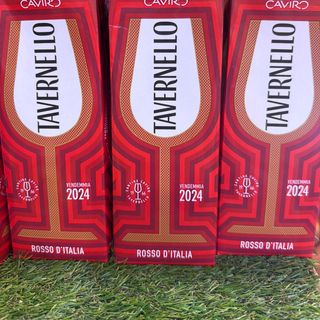 CAVIRO
TAVERNELLO
VENDEMMIA
2024
ROSSO D'ITALIA
CAVIRO
TAVERNELLO
VENDEMMIA
2024
ROSSO D'ITALIA
CAVIRO
TAVERNELLO
VENDEMMIA
2024
ROSSO D'ITALIA